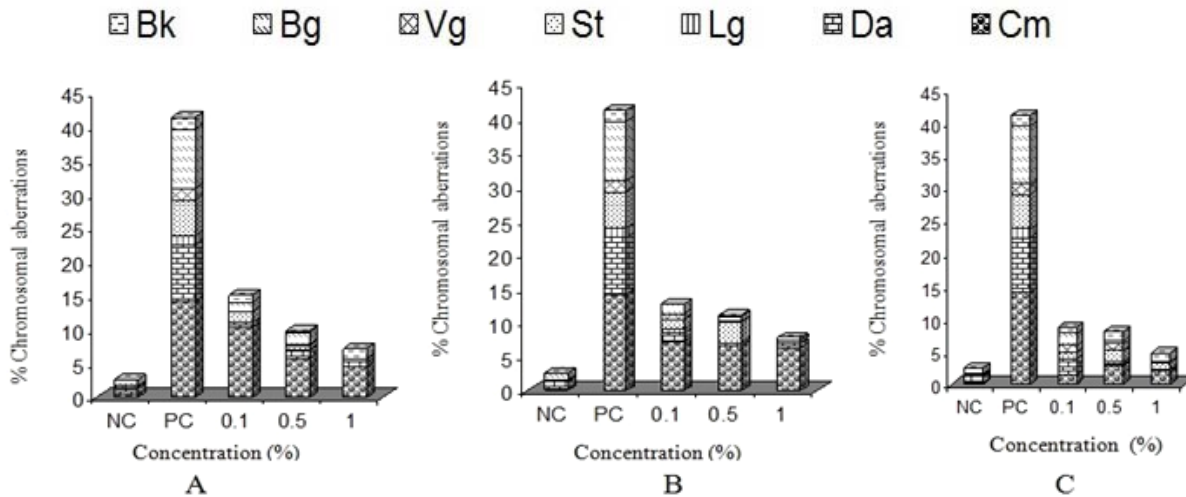 Bk Bg Vg St Lg Da Cm
% Chromosomal aberrations
45
40
35
30
25
20
15
10
5
0
NC PC 0.1 0.5 1
Concentration (%)
A
% Chromosomal aberrations
45
40
35
30
25
20
15
10
5
0
NC PC 0.1 0.5 1
Concentration (%)
B
% Chromosomal aberrations
45
40
35
30
25
20
15
10
5
0
NC PC 0.1 0.5 1
Concentration (%)
C